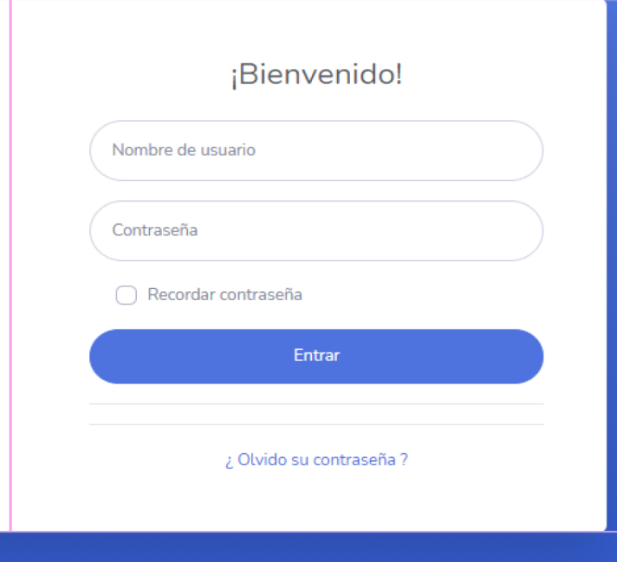 ¡Bienvenido!
Nombre de usuario
Contraseña
Recordar contraseña
Entrar
¿ Olvido su contraseña ?